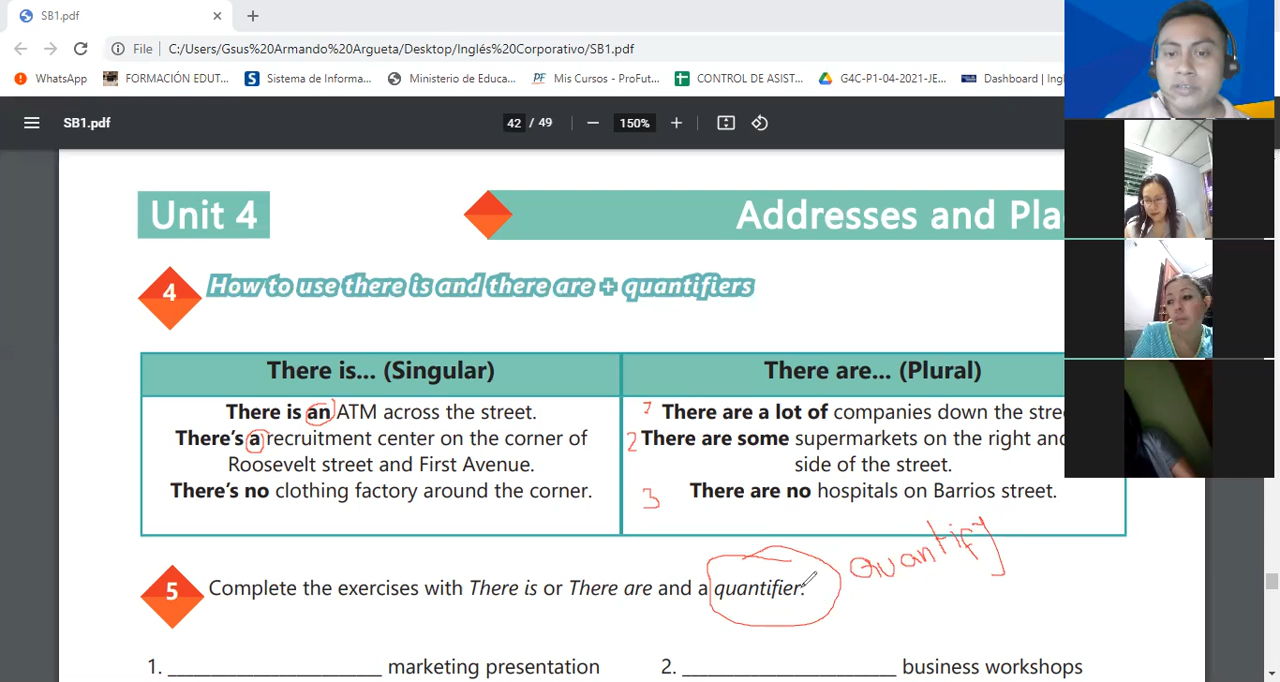 SB1.pdf
File | C:/Users/Gsus%20Armando%20Argueta/Desktop/Inglés%20Corporativo/SB1.pdf
WhatsApp FORMACIÓN EDUT... Sistema de Informa... Ministerio de Educa... Mis Cursos - ProFut... CONTROL DE ASIST... G4C-P1-04-2021-JE... Dashboard | Ingl
SB1.pdf 42 / 49 150%
Unit 4 Addresses and Pla
4 How to use there is and there are + quantifiers
There is... (Singular) There are... (Plural)
There is an ATM across the street.
There's a recruitment center on the corner of
Roosevelt street and First Avenue.
There's no clothing factory around the corner.
1 There are a lot of companies down the stre
2 There are some supermarkets on the right and
side of the street.
3 There are no hospitals on Barrios street.
Quantify
5 Complete the exercises with There is or There are and a quantifier.
1. ____________________ marketing presentation 2. ____________________ business workshops